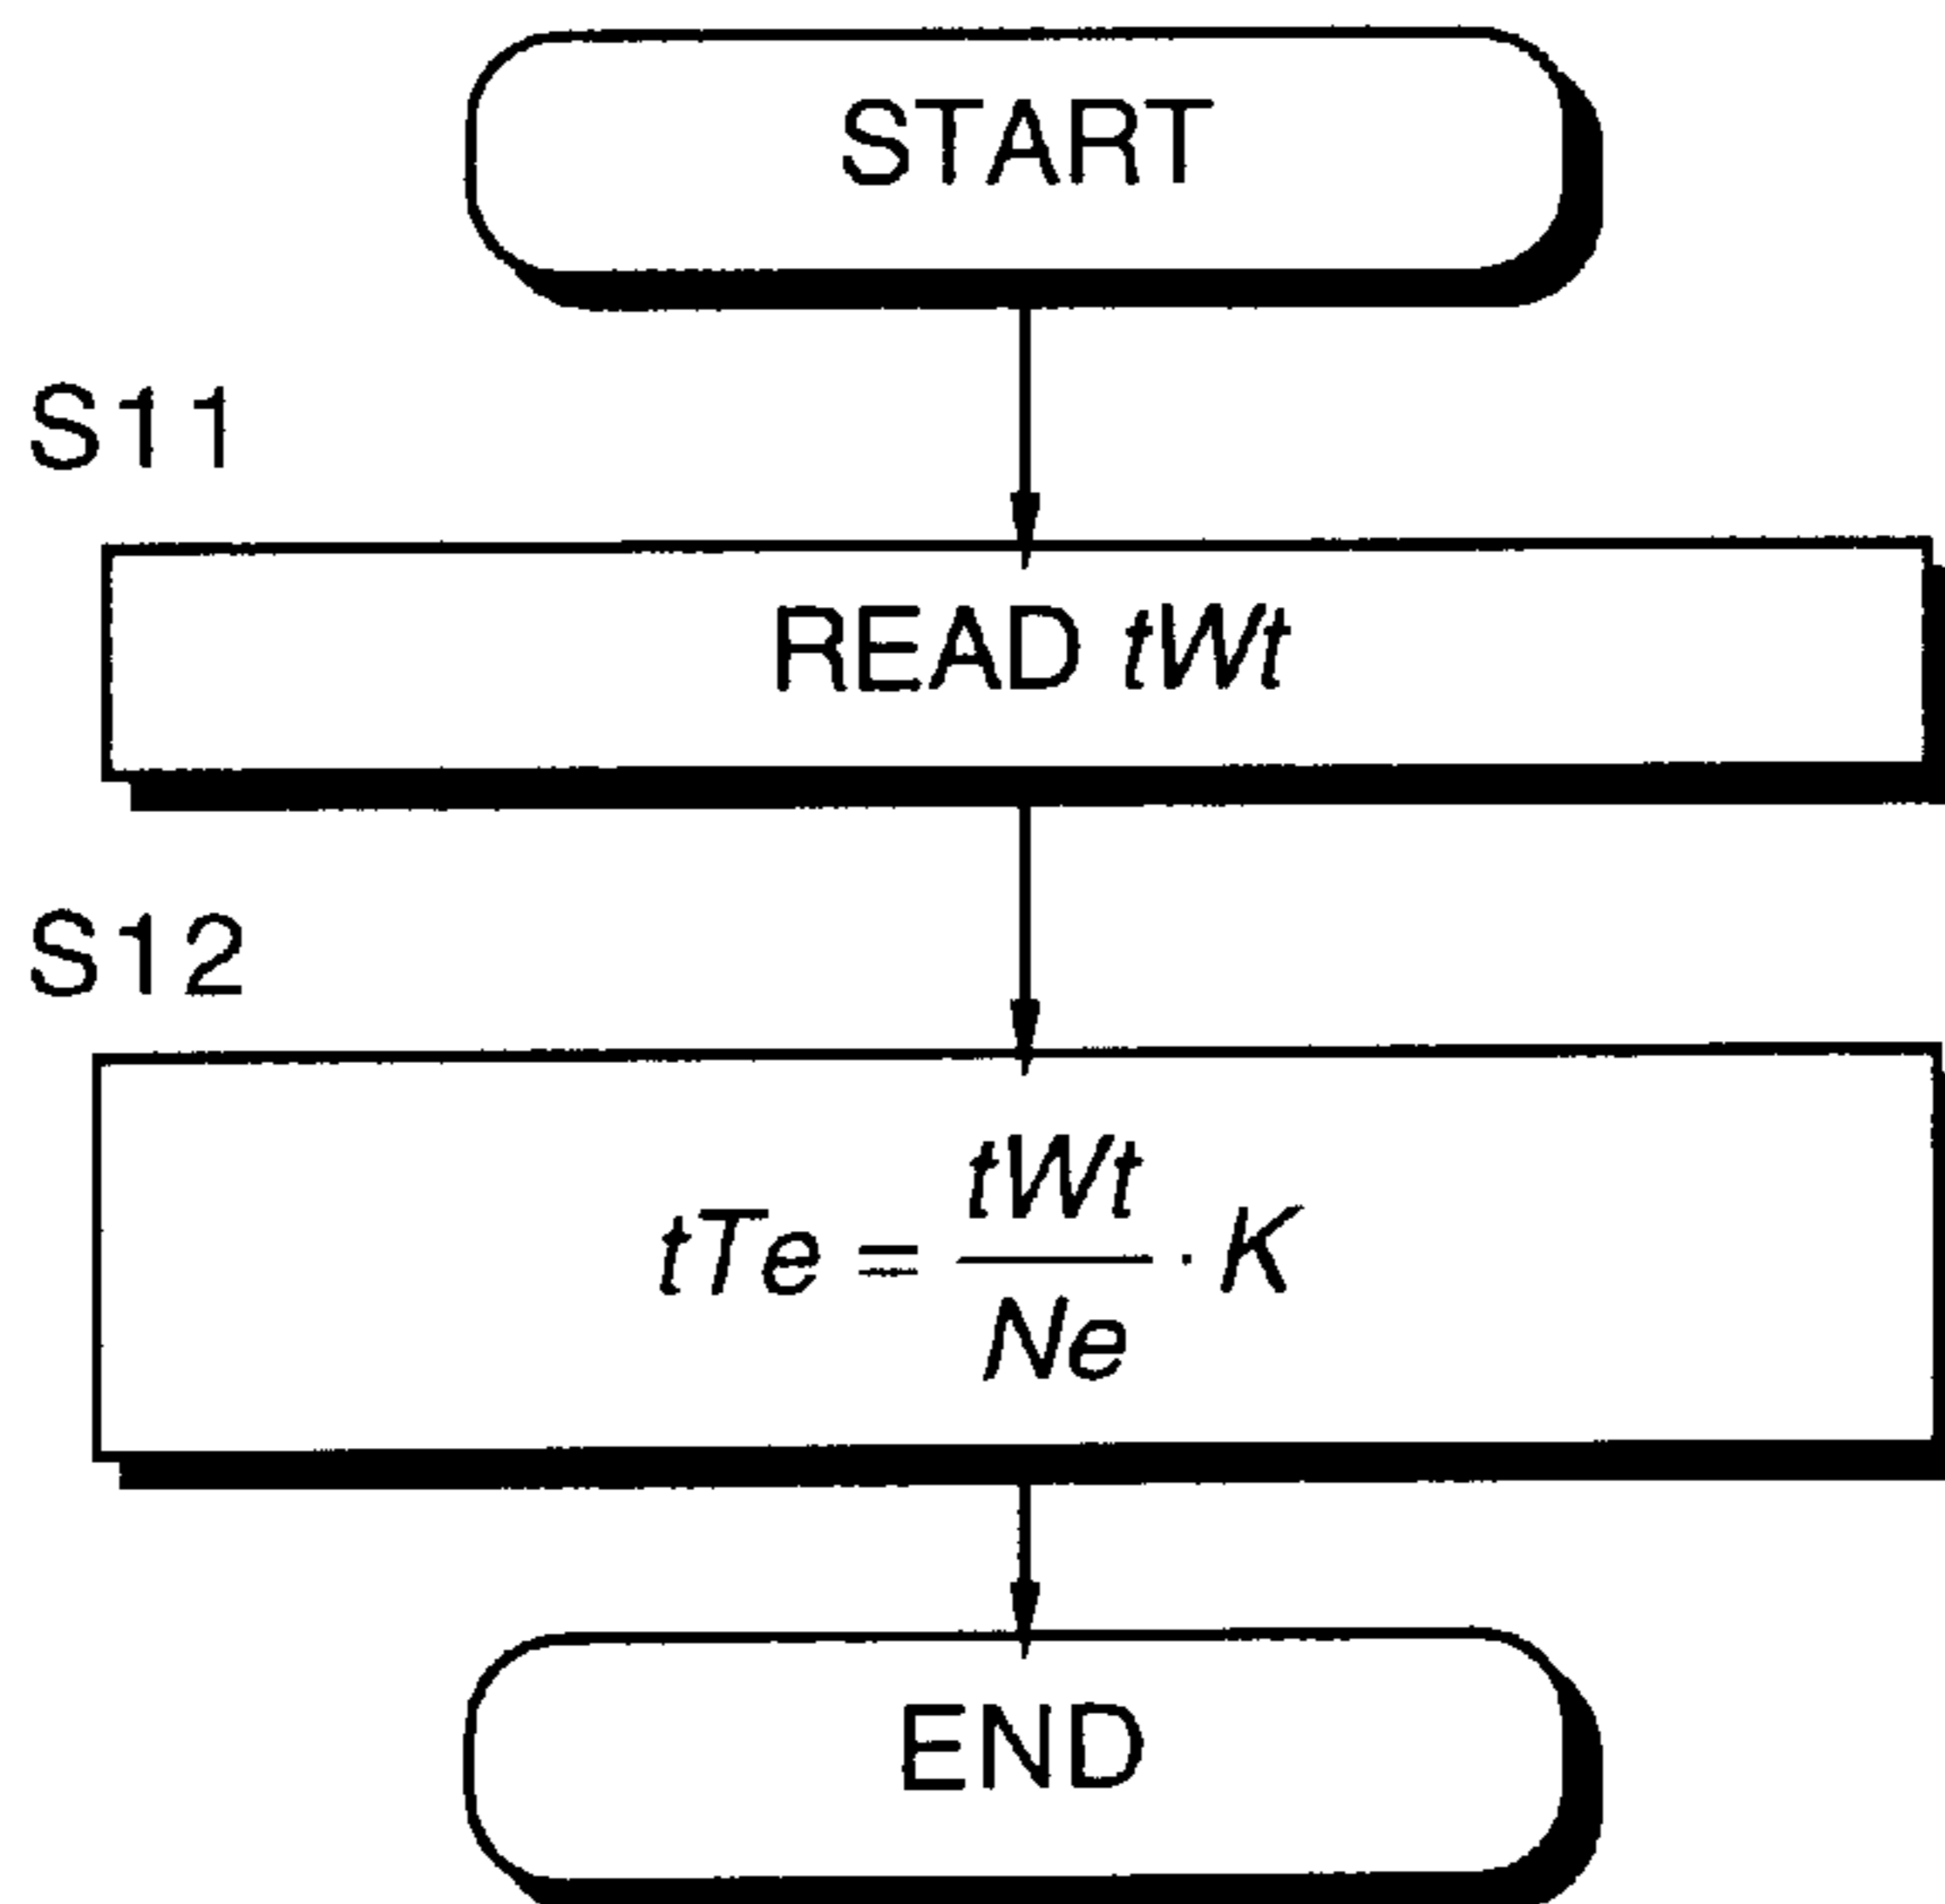 START
S11
READ tWt
S12
tTe = tWt/Ne · K
END